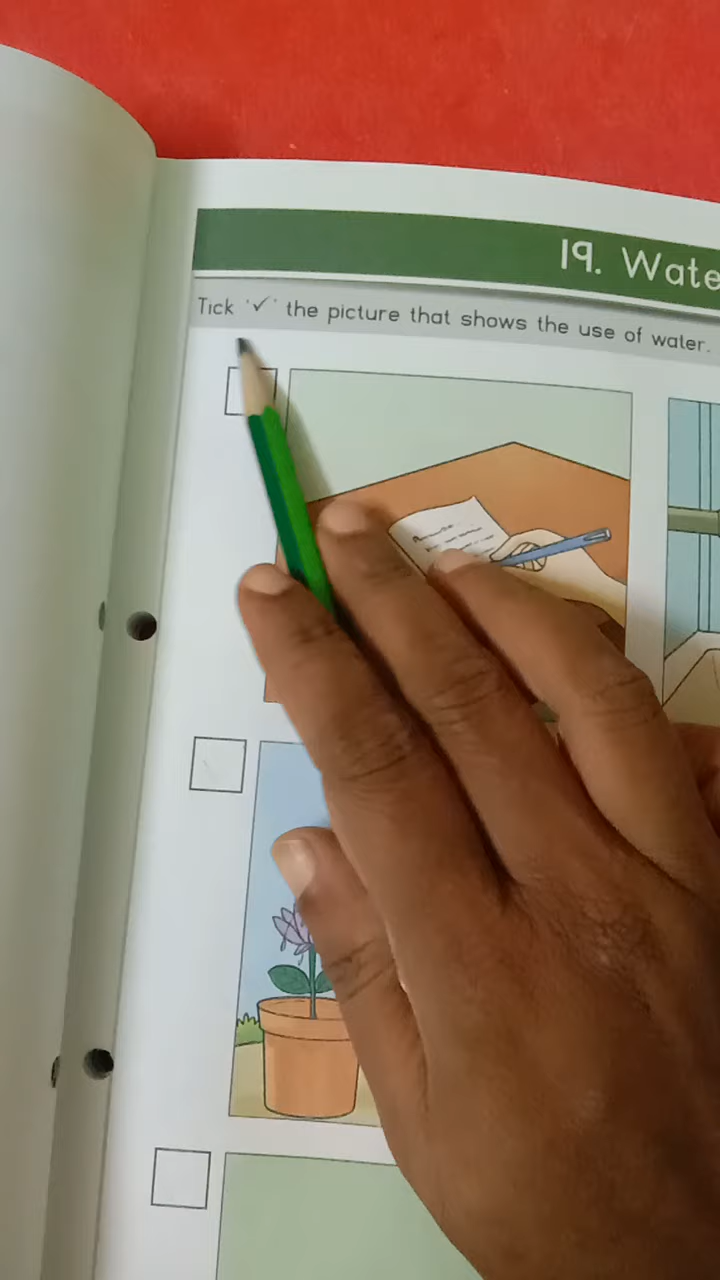 19. Wate
Tick '✓' the picture that shows the use of water.